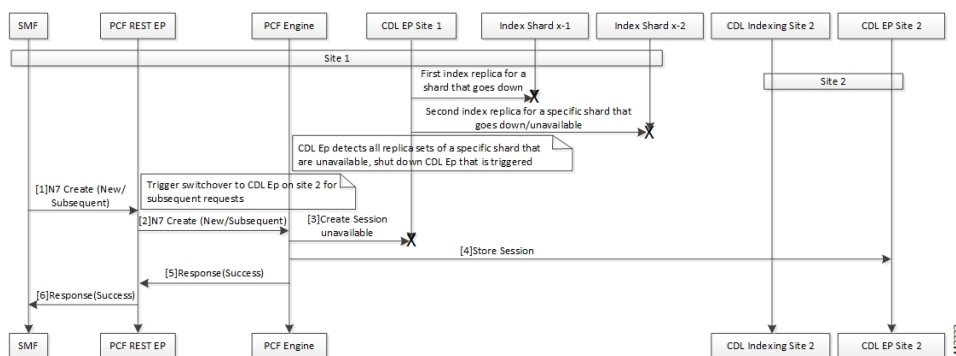 SMF
PCF REST EP
PCF Engine
CDL EP Site 1
Index Shard x-1
Index Shard x-2
CDL Indexing Site 2
CDL EP Site 2
Site 1
First index replica for a
shard that goes down
Site 2
Second index replica for a specific shard that
goes down/unavailable
CDL Ep detects all replica sets of a specific shard that
are unavailable, shut down CDL Ep that is triggered
[1]N7 Create (New/
Subsequent)
Trigger switchover to CDL Ep on site 2 for
subsequent requests
[2]N7 Create (New/Subsequent)
[3]Create Session
unavailable
[4]Store Session
[5]Response(Success)
[6]Response(Success)
SMF
PCF REST EP
PCF Engine
CDL Indexing Site 2
CDL EP Site 2